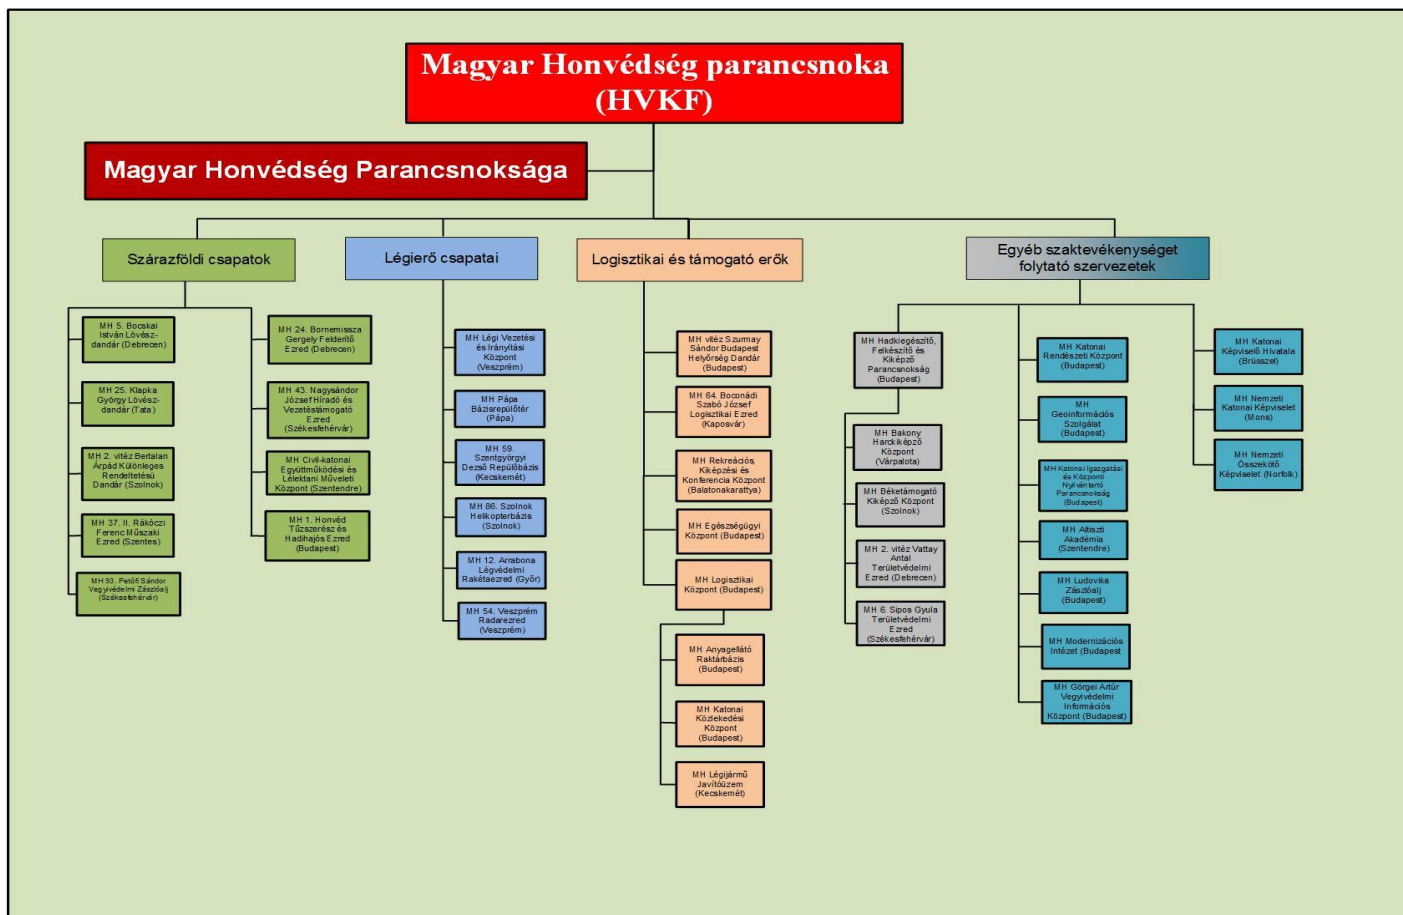 Magyar Honvédség parancsnoka
(HVKF)
Magyar Honvédség Parancsnoksága
Szárazföldi csapatok
MH 5. Bocskai
István Lövész-
dandár (Debrecen)
MH 25. Klapka
György Lövész-
dandár (Tata)
MH 2. vitéz Bertalan
Árpád Különleges
Rendeltetésű
Dandár (Szolnok)
MH 37. II. Rákóczi
Ferenc Műszaki
Ezred (Szentes)
MH 93. Petőfi Sándor
Vegyivédelmi Zászlóalj
(Székesfehérvár)
MH 24. Bornemissza
Gergely Felderítő
Ezred (Debrecen)
MH 43. Nagysándor
József Híradó és
Vezetéstámogató
Ezred
(Székesfehérvár)
MH Civil-katonai
Együttműködési és
Lélektani Műveleti
Központ (Szentendre)
MH 1. Honvéd
Tűzszerész és
Hadihajós Ezred
(Budapest)
Légierő csapatai
MH Légi Vezetési
és Irányítási
Központ
(Veszprém)
MH Pápa
Bázisrepülőtér
(Pápa)
MH 59.
Szentgyörgyi
Dezső Repülőbázis
(Kecskemét)
MH 86. Szolnok
Helikopterbázis
(Szolnok)
MH 12. Arrabona
Légvédelmi
Rakétaezred (Győr)
MH 54. Veszprém
Radarezred
(Veszprém)
Logisztikai és támogató erők
MH vitéz Szurmay
Sándor Budapest
Helyőrség Dandár
(Budapest)
MH 64. Boconádi
Szabó József
Logisztikai Ezred
(Kaposvár)
MH Rekreációs,
Kiképzési és
Konferencia Központ
(Balatonakarattya)
MH Egészségügyi
Központ (Budapest)
MH Logisztikai
Központ (Budapest)
MH Anyagellátó
Raktárbázis
(Budapest)
MH Katonai
Közlekedési
Központ
(Budapest)
MH Légijármű
Javítóüzem
(Kecskemét)
Egyéb szaktevékenységet
folytató szervezetek
MH Hadkiegészítő,
Felkészítő és
Kiképző
Parancsnokság
(Budapest)
MH Bakony
Harckiképző
Központ
(Várpalota)
MH Béketámogató
Kiképző Központ
(Szolnok)
MH 2. vitéz Vattay
Antal
Területvédelmi
Ezred (Debrecen)
MH 6. Sipos Gyula
Területvédelmi
Ezred
(Székesfehérvár)
MH Katonai
Rendészeti Központ
(Budapest)
MH
Geoinformációs
Szolgálat
(Budapest)
MH Katonai Igazgatási
és Központi
Nyilvántartó
Parancsnokság
(Budapest)
MH Altiszti
Akadémia
(Szentendre)
MH Ludovika
Zászlóalj
(Budapest)
MH Modernizációs
Intézet (Budapest
MH Görgei Artúr
Vegyivédelmi
Információs
Központ (Budapest)
MH Katonai
Képviselő Hivatala
(Brüsszel)
MH Nemzeti
Katonai Képviselet
(Mons)
MH Nemzeti
Összekötő
Képviselet (Norfolk)